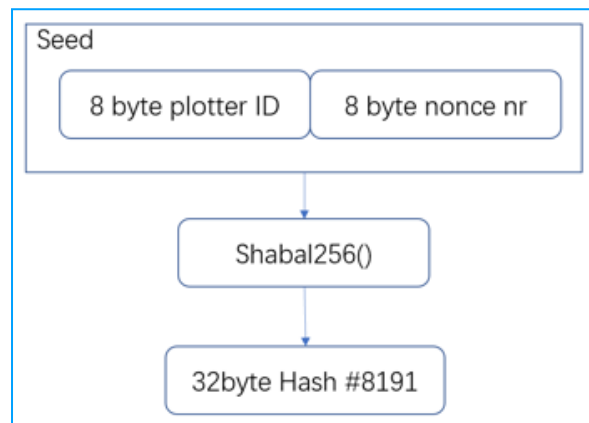 Seed
8 byte plotter ID
8 byte nonce nr
Shabal256()
32byte Hash #8191